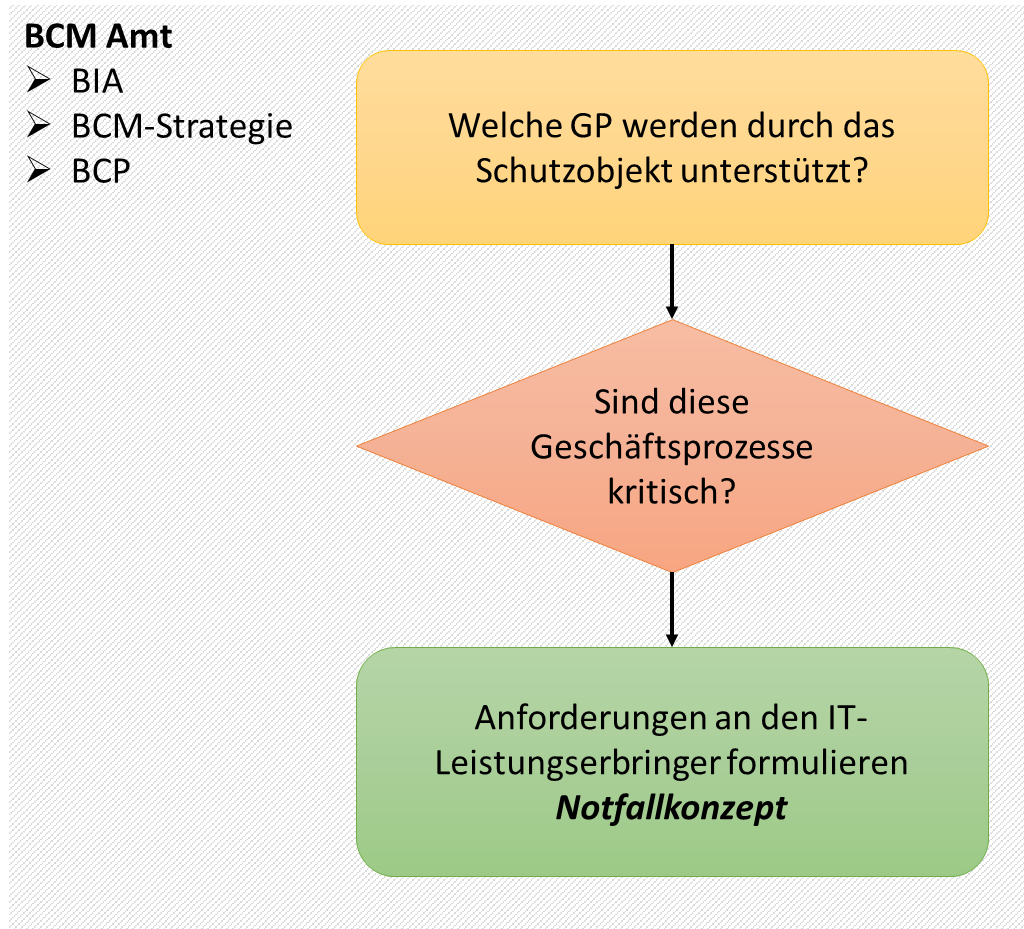 BCM Amt
➢ BIA
➢ BCM-Strategie
➢ BCP
Welche GP werden durch das
Schutzobjekt unterstützt?
Sind diese
Geschäftsprozesse
kritisch?
Anforderungen an den IT-
Leistungserbringer formulieren
Notfallkonzept